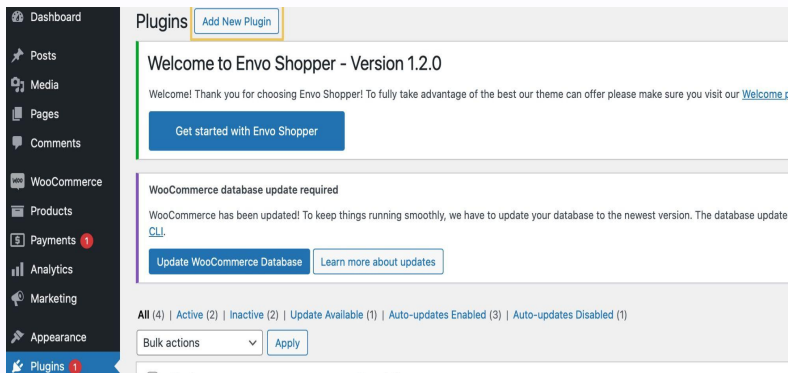 Dashboard
Posts
Media
Pages
Comments
WOO WooCommerce
Products
$ Payments 1
Analytics
Marketing
Appearance
Plugins 1
Plugins Add New Plugin
Welcome to Envo Shopper - Version 1.2.0
Welcome! Thank you for choosing Envo Shopper! To fully take advantage of the best our theme can offer please make sure you visit our Welcome
Get started with Envo Shopper
WooCommerce database update required
WooCommerce has been updated! To keep things running smoothly, we have to update your database to the newest version. The database update
CLI.
Update WooCommerce Database Learn more about updates
All (4) | Active (2) | Inactive (2) | Update Available (1) | Auto-updates Enabled (3) | Auto-updates Disabled (1)
Bulk actions Apply